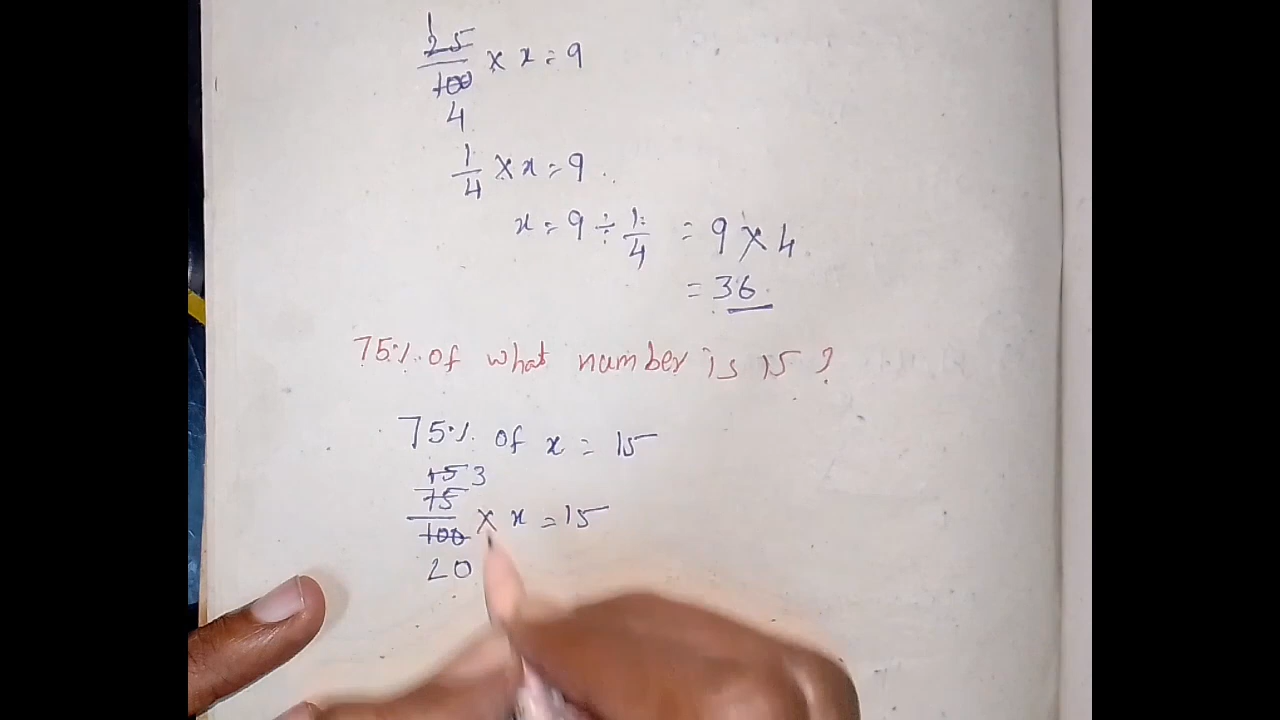 1
25
100
4
× x = 9
1/4 × x = 9
x = 9 ÷ 1/4 = 9 × 4
= 36
75% of what number is 15 ?
75% of x = 15
15 3
75
100
× x = 15
20